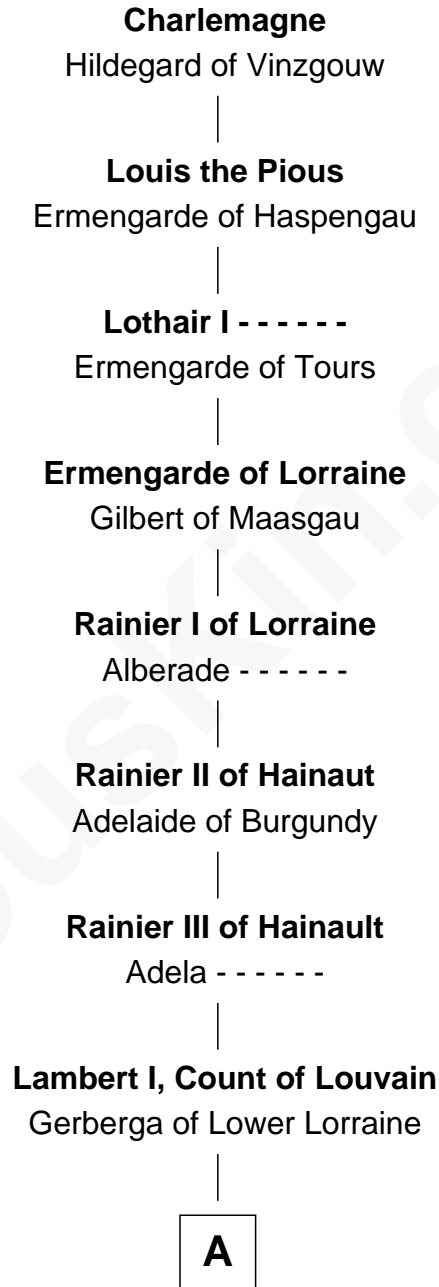 Charlemagne
Hildegard of Vinzgouw
Louis the Pious
Ermengarde of Haspengau
Lothair I - - - - - -
Ermengarde of Tours
Ermengarde of Lorraine
Gilbert of Maasgau
Rainier I of Lorraine
Alberade - - - - - -
Rainier II of Hainaut
Adelaide of Burgundy
Rainier III of Hainault
Adela - - - - - -
Lambert I, Count of Louvain
Gerberga of Lower Lorraine
A